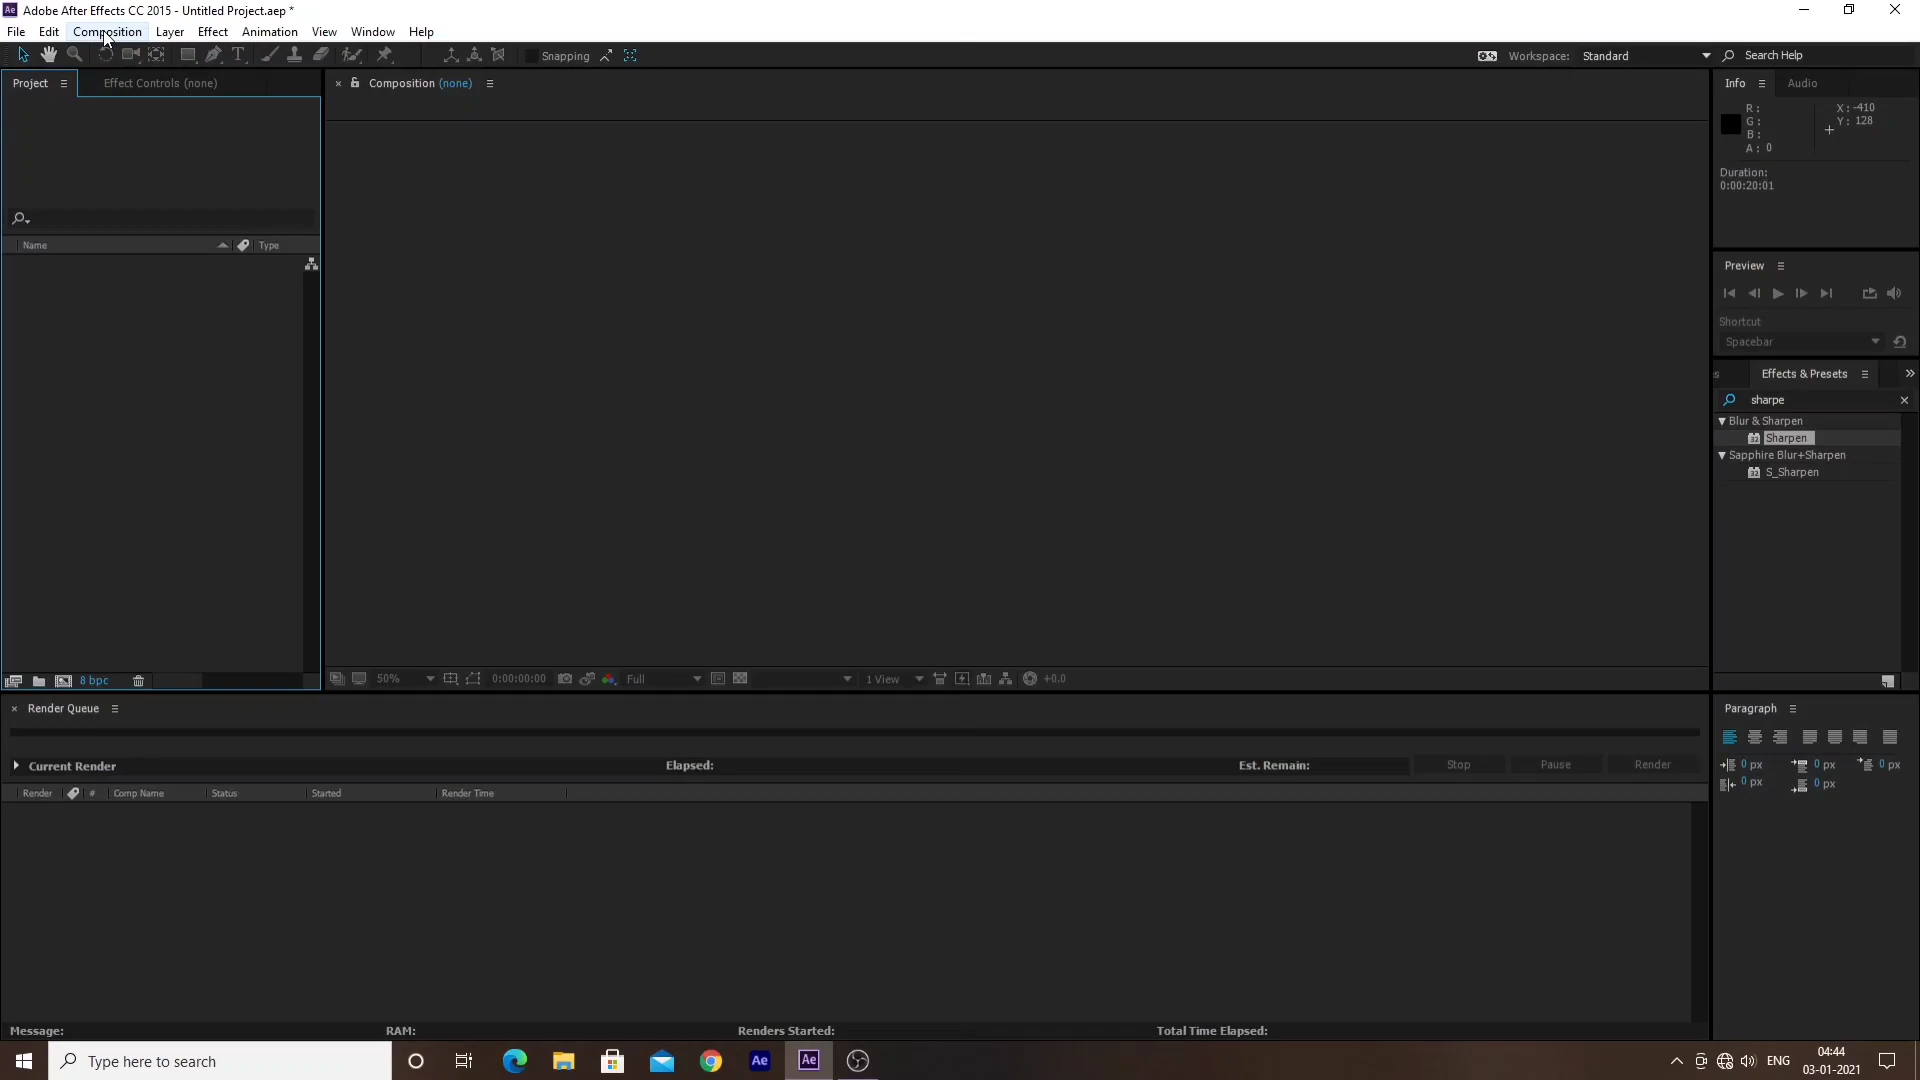 Adobe After Effects CC 2015 - Untitled Project.aep *
File Edit Composition Layer Effect Animation View Window Help
Snapping
Workspace: Standard
Search Help
Project
Effect Controls (none)
Composition (none)
Info
Audio
R:
G:
B:
A: 0
X: -410
Y: 128
Duration:
0:00:20:01
Name
Type
Preview
Shortcut
Spacebar
Effects & Presets
sharpe
Blur & Sharpen
Sharpen
Sapphire Blur+Sharpen
S_Sharpen
8 bpc
50%
0:00:00:00
Full
1 View
+0.0
Render Queue
Current Render
Elapsed:
Est. Remain:
Stop
Pause
Render
Render # Comp Name Status Started Render Time
Paragraph
0 px 0 px 0 px
0 px 0 px
Message:
RAM:
Renders Started:
Total Time Elapsed:
Type here to search
ENG
04:44
03-01-2021